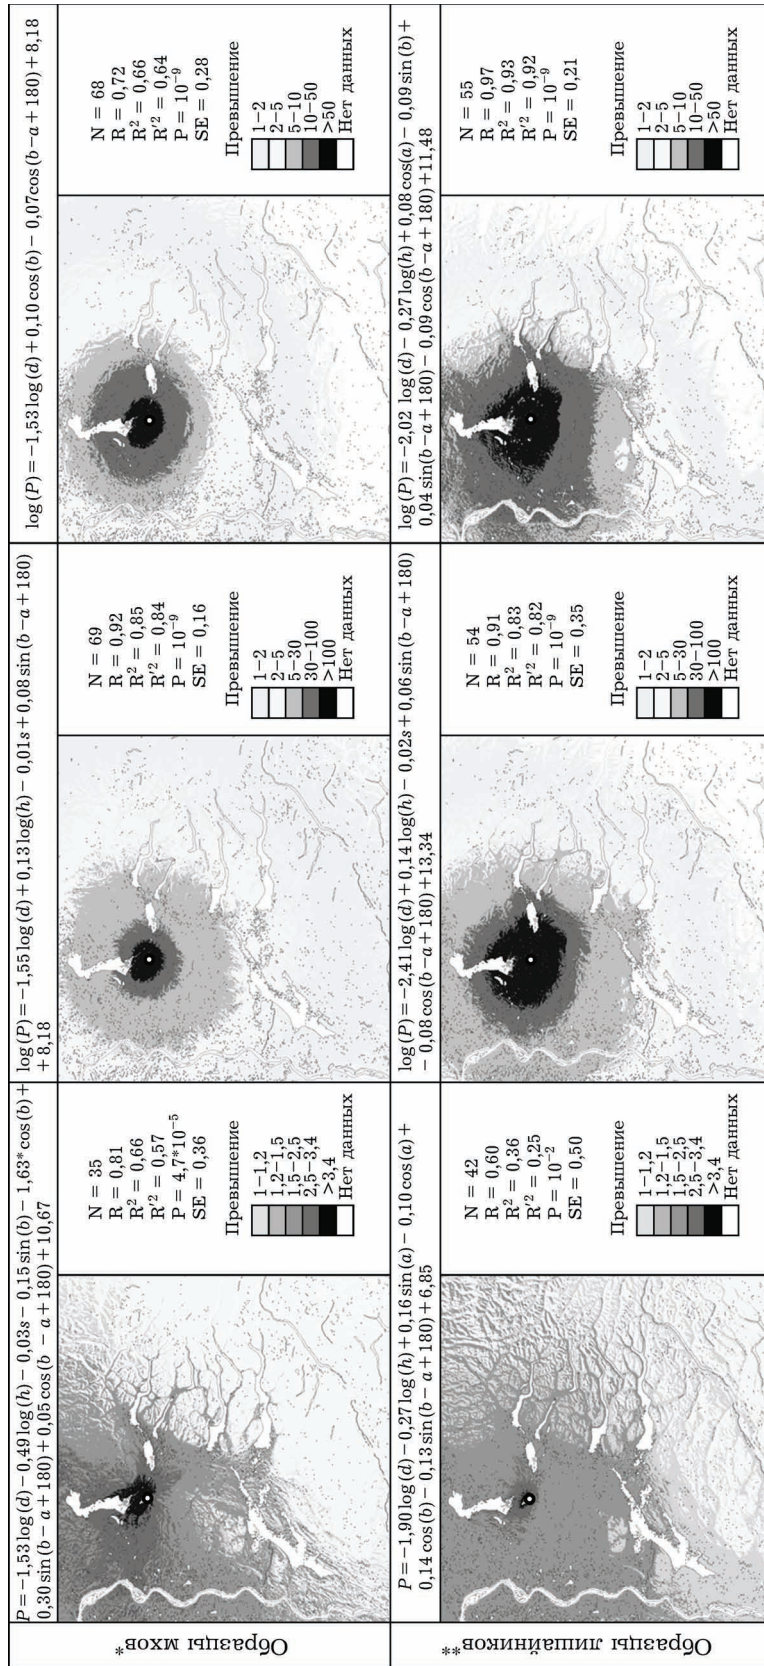 Образцы мхов*
P = −1,53 log(d) − 0,49 log(h) − 0,03s − 0,15 sin(b) − 1,63* cos(b) +
0,30 sin(b − a + 180) + 0,05 cos(b − a + 180) + 10,67
N = 35
R = 0,81
R² = 0,66
R′² = 0,57
P = 4,7*10⁻⁵
SE = 0,36
Превышение
1−1,2
1,2−1,5
1,5−2,5
2,5−3,4
>3,4
Нет данных
log(P) = −1,55 log(d) + 0,13 log(h) − 0,01s + 0,08 sin(b−a+180)
+ 8,18
N = 69
R = 0,92
R² = 0,85
R′² = 0,84
P = 10⁻⁹
SE = 0,16
Превышение
1−2
2−5
5−30
30−100
>100
Нет данных
log(P) = −1,53 log(d) + 0,10 cos(b) − 0,07 cos(b−a+180) + 8,18
N = 68
R = 0,72
R² = 0,66
R′² = 0,64
P = 10⁻⁹
SE = 0,28
Превышение
1−2
2−5
5−10
10−50
>50
Нет данных
Образцы лишайников**
P = −1,90 log(d) − 0,27 log(h) + 0,16 sin(a) − 0,10 cos(a) +
0,14 cos(b) − 0,13 sin(b−a+180) + 6,85
N = 42
R = 0,60
R² = 0,36
R′² = 0,25
P = 10⁻²
SE = 0,50
Превышение
1−1,2
1,2−1,5
1,5−2,5
2,5−3,4
>3,4
Нет данных
log(P) = −2,41 log(d) + 0,14 log(h) − 0,02s + 0,06 sin(b−a+180)
− 0,08 cos(b−a+180) + 13,34
N = 54
R = 0,91
R² = 0,83
R′² = 0,82
P = 10⁻⁹
SE = 0,35
Превышение
1−2
2−5
5−30
30−100
>100
Нет данных
log(P) = −2,02 log(d) − 0,27 log(h) + 0,08 cos(a) − 0,09 sin(b) +
0,04 sin(b−a+180) − 0,09 cos(b−a+180) + 11,48
N = 55
R = 0,97
R² = 0,93
R′² = 0,92
P = 10⁻⁹
SE = 0,21
Превышение
1−2
2−5
5−10
10−50
>50
Нет данных